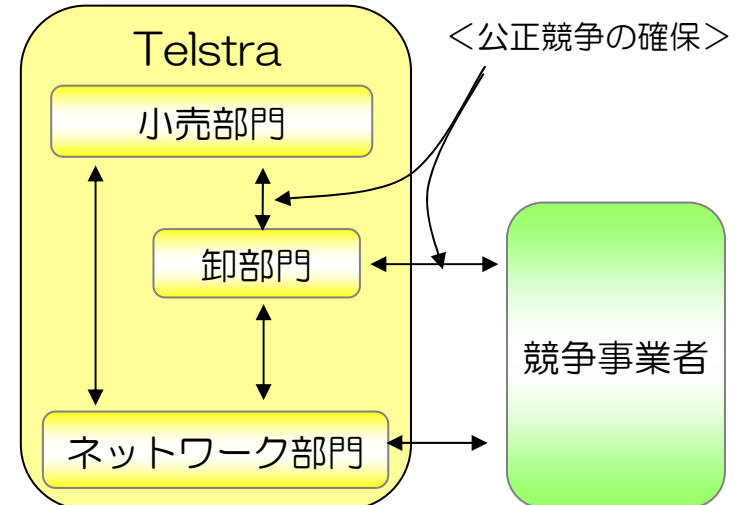 Telstra
＜公正競争の確保＞
小売部門
卸部門
競争事業者
ネットワーク部門